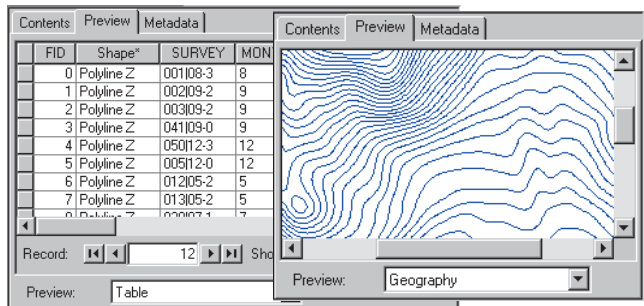 Contents Preview Metadata
FID Shape* SURVEY MON
0 Polyline Z 001|08-3 8
1 Polyline Z 002|09-2 9
2 Polyline Z 003|09-2 9
3 Polyline Z 041|09-0 9
4 Polyline Z 050|12-3 12
5 Polyline Z 005|12-0 12
6 Polyline Z 012|05-2 5
7 Polyline Z 013|05-2 5
Record: 12 Sho
Preview: Table
Contents Preview Metadata
Preview: Geography